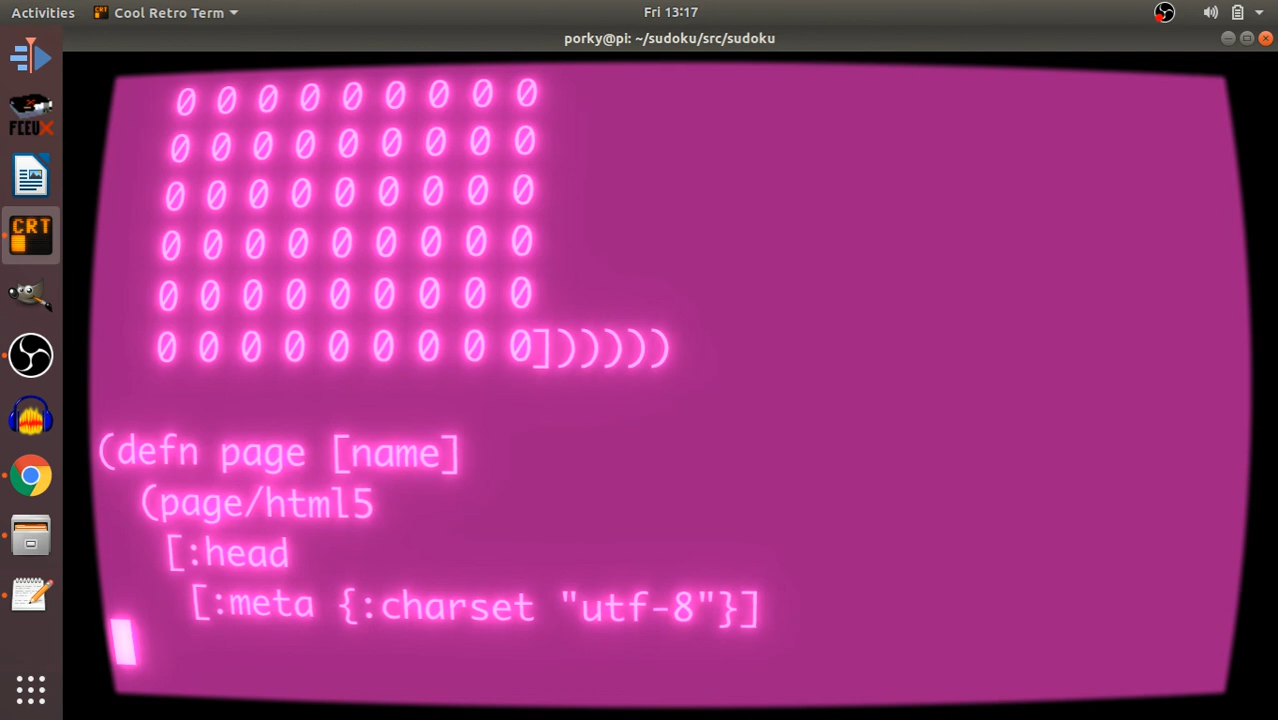 Activities
Cool Retro Term
Fri 13:17
porky@pi: ~/sudoku/src/sudoku
FCEUX
CRT
0 0 0 0 0 0 0 0 0
0 0 0 0 0 0 0 0 0
0 0 0 0 0 0 0 0 0
0 0 0 0 0 0 0 0 0
0 0 0 0 0 0 0 0 0
0 0 0 0 0 0 0 0 0])))))
(defn page [name]
(page/html5
[:head
[:meta {:charset "utf-8"}]